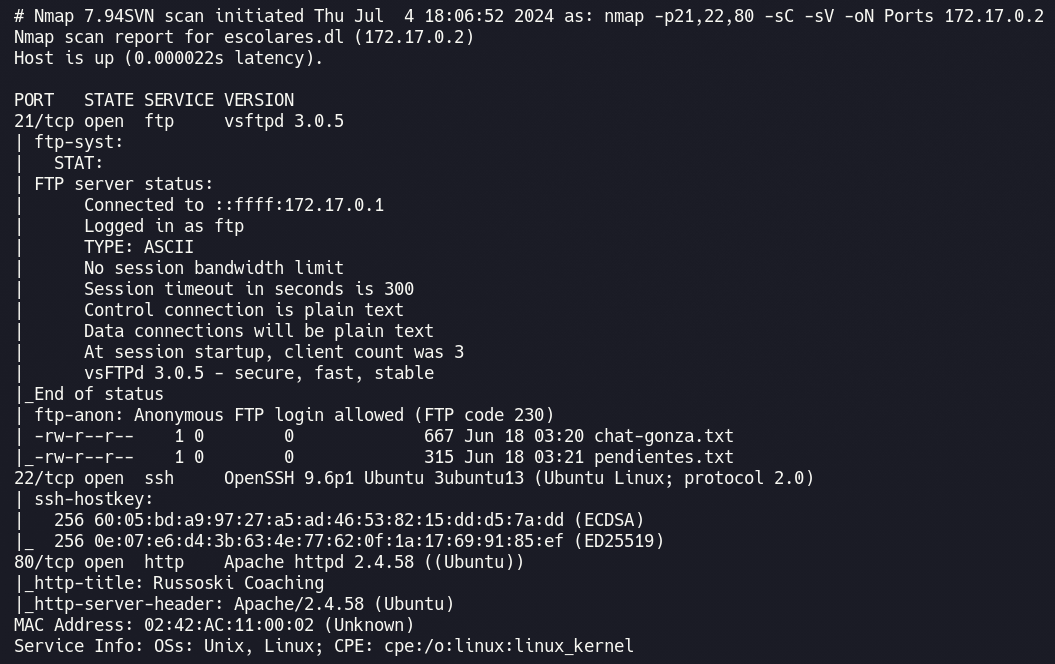 # Nmap 7.94SVN scan initiated Thu Jul  4 18:06:52 2024 as: nmap -p21,22,80 -sC -sV -oN Ports 172.17.0.2
Nmap scan report for escolares.dl (172.17.0.2)
Host is up (0.000022s latency).

PORT   STATE SERVICE VERSION
21/tcp open  ftp     vsftpd 3.0.5
| ftp-syst:
|   STAT:
| FTP server status:
|      Connected to ::ffff:172.17.0.1
|      Logged in as ftp
|      TYPE: ASCII
|      No session bandwidth limit
|      Session timeout in seconds is 300
|      Control connection is plain text
|      Data connections will be plain text
|      At session startup, client count was 3
|      vsFTPd 3.0.5 - secure, fast, stable
|_End of status
| ftp-anon: Anonymous FTP login allowed (FTP code 230)
| -rw-r--r--    1 0        0             667 Jun 18 03:20 chat-gonza.txt
|_-rw-r--r--    1 0        0             315 Jun 18 03:21 pendientes.txt
22/tcp open  ssh     OpenSSH 9.6p1 Ubuntu 3ubuntu13 (Ubuntu Linux; protocol 2.0)
| ssh-hostkey:
|   256 60:05:bd:a9:97:27:a5:ad:46:53:82:15:dd:d5:7a:dd (ECDSA)
|_  256 0e:07:e6:d4:3b:63:4e:77:62:0f:1a:17:69:91:85:ef (ED25519)
80/tcp open  http    Apache httpd 2.4.58 ((Ubuntu))
|_http-title: Russoski Coaching
|_http-server-header: Apache/2.4.58 (Ubuntu)
MAC Address: 02:42:AC:11:00:02 (Unknown)
Service Info: OSs: Unix, Linux; CPE: cpe:/o:linux:linux_kernel